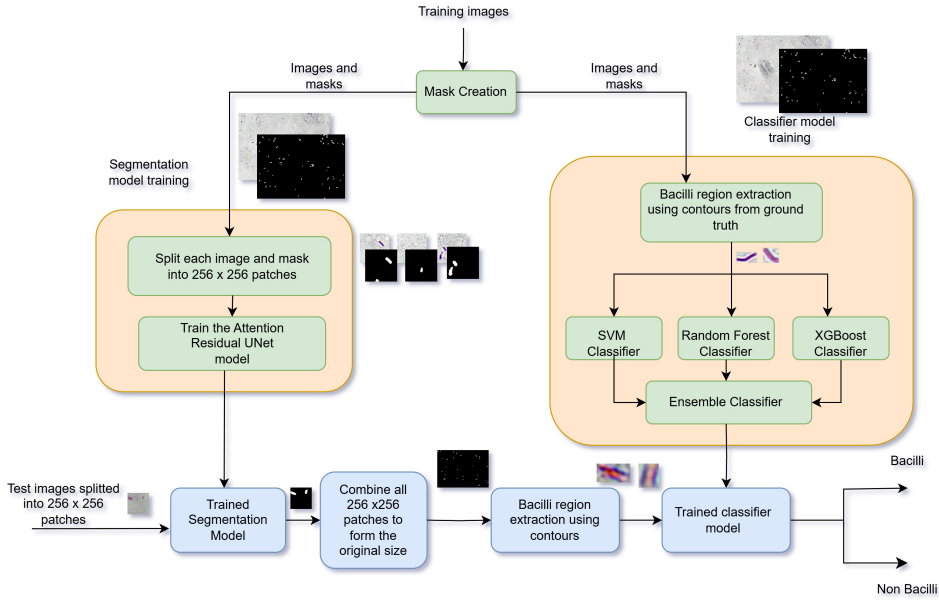 Training images
Images and
masks
Mask Creation
Images and
masks
Classifier model
training
Segmentation
model training
Split each image and mask
into 256 x 256 patches
Train the Attention
Residual UNet
model
Bacilli region extraction
using contours from ground
truth
SVM
Classifier
Random Forest
Classifier
XGBoost
Classifier
Ensemble Classifier
Test images splitted
into 256 x 256
patches
Trained
Segmentation
Model
Combine all
256 x256
patches to
form the
original size
Bacilli region
extraction using
contours
Trained classifier
model
Bacilli
Non Bacilli